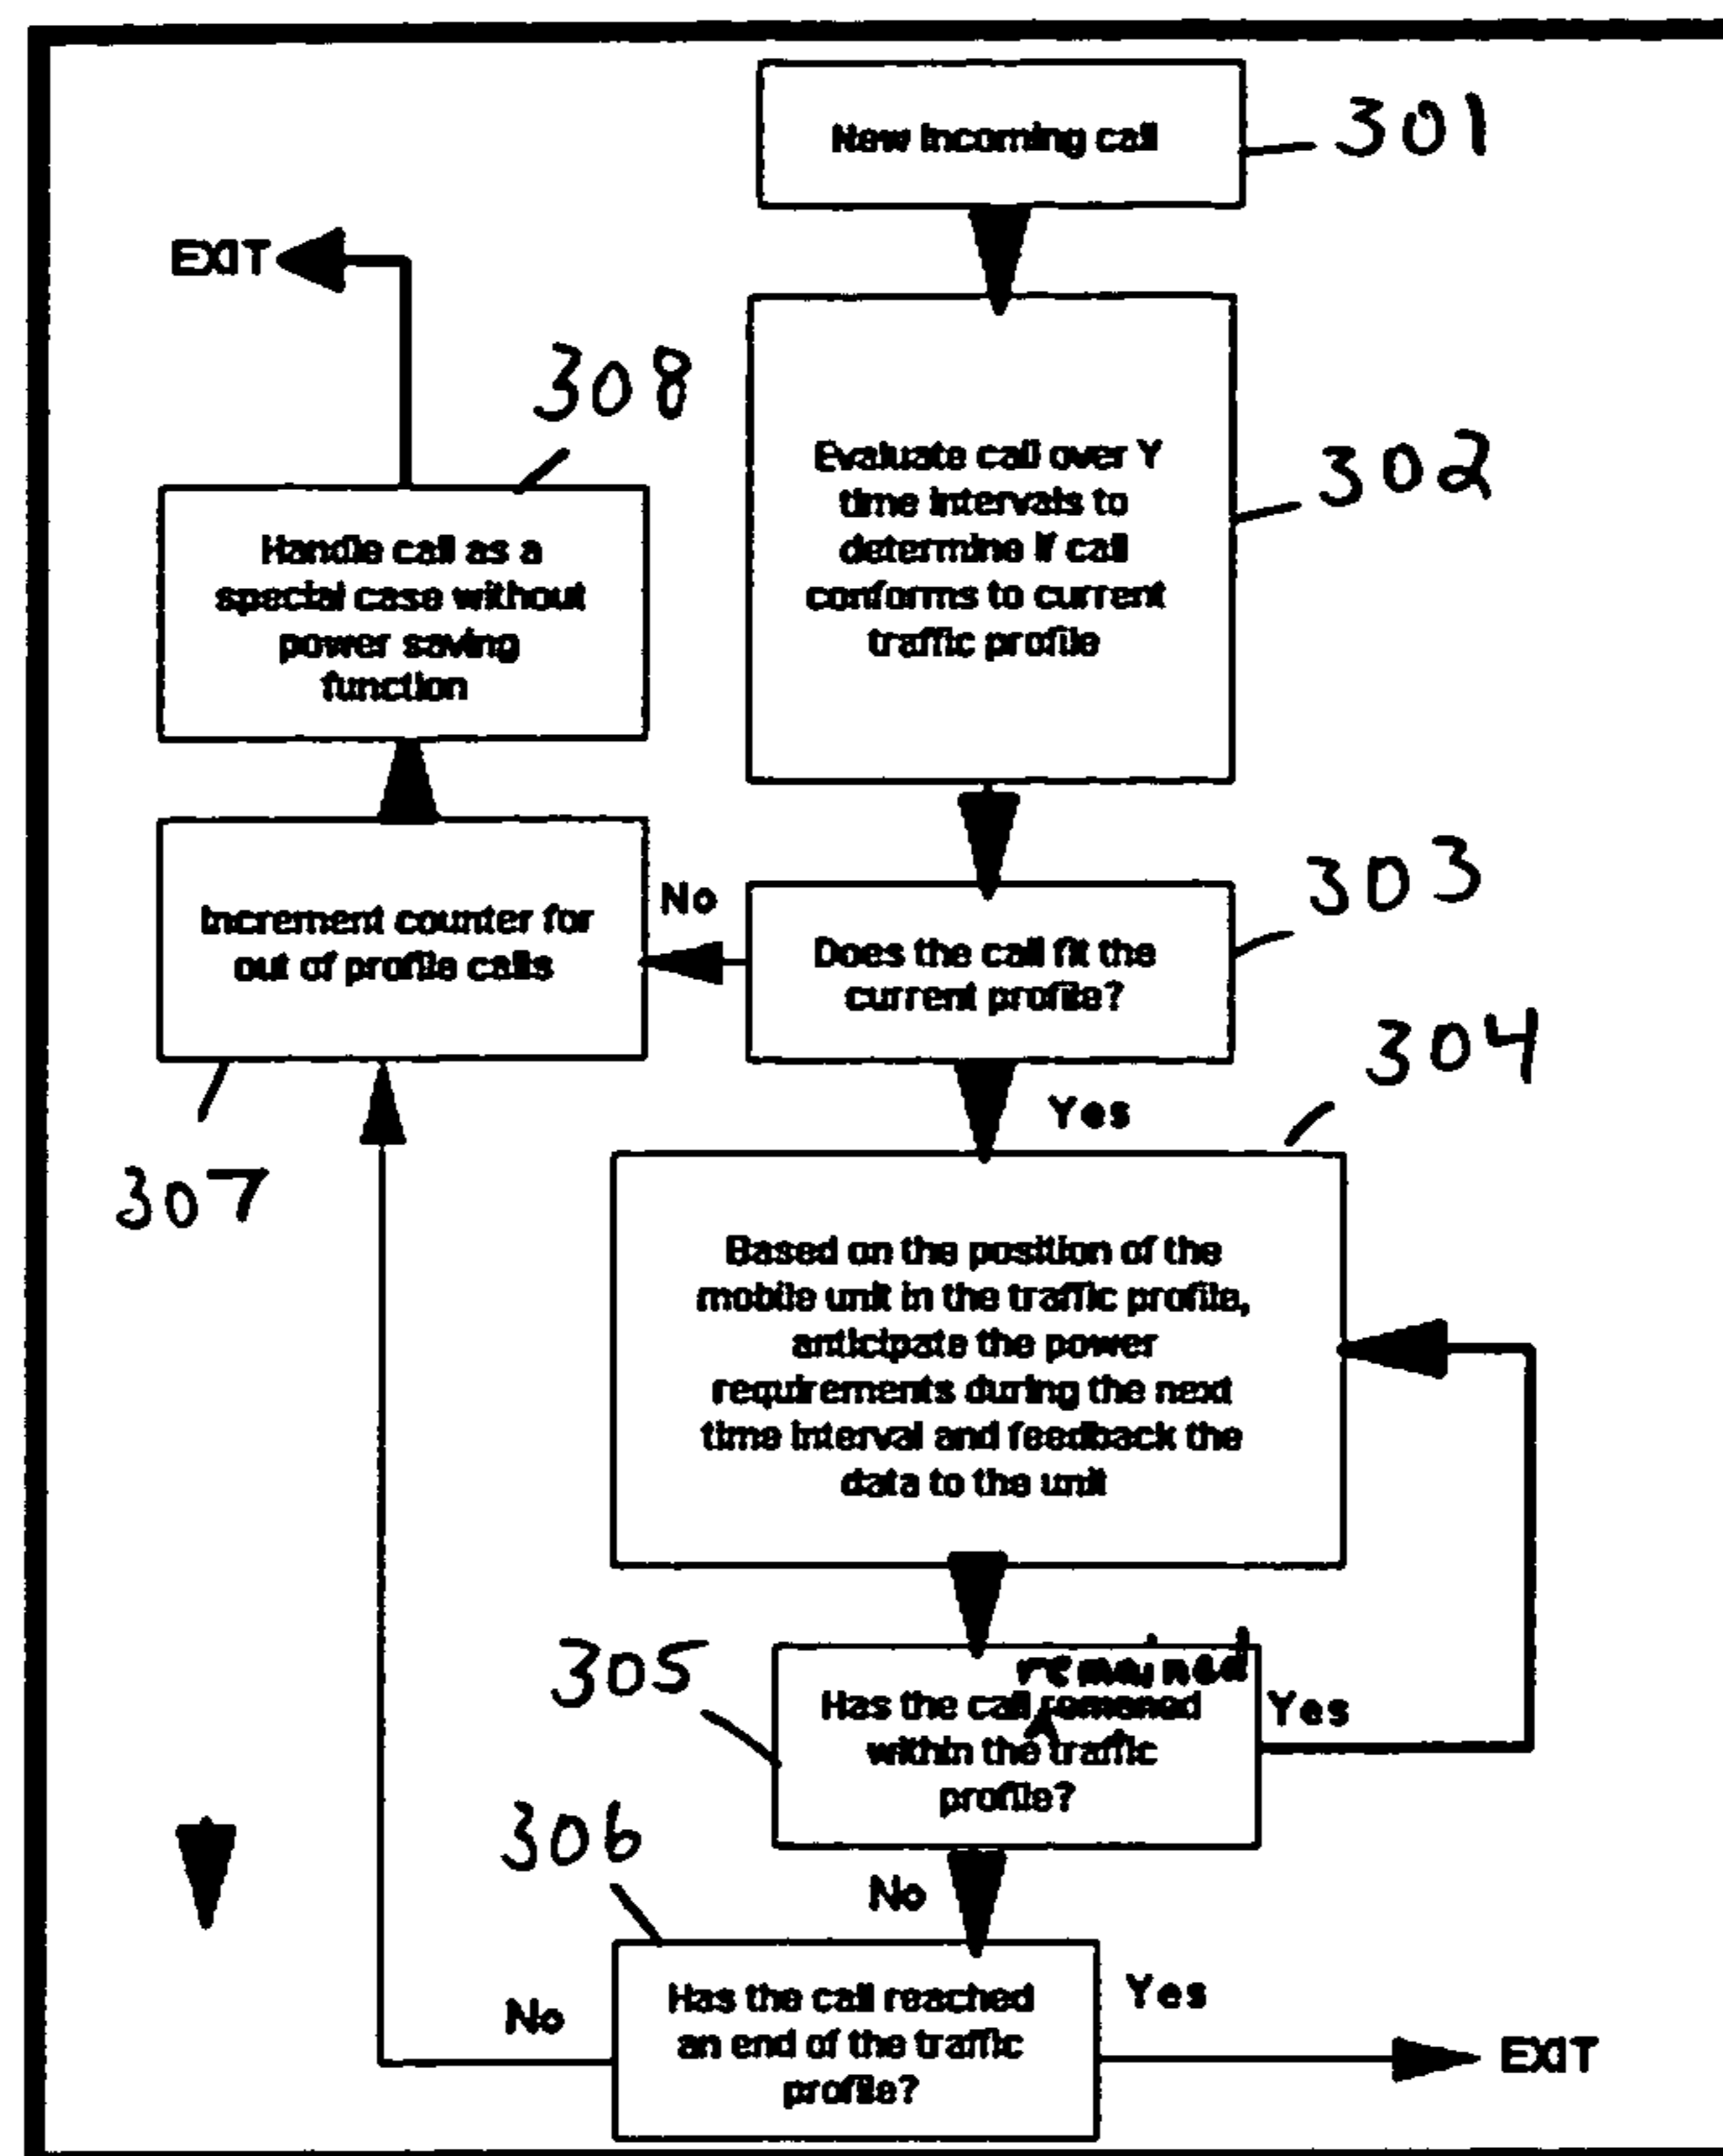 New incoming call
301
EXIT
308
Evaluate call over Y
time intervals to
determine if call
conforms to current
traffic profile
302
Handle call as a
special case without
power saving
function
Increment counter for
out of profile calls
307
No
Does the call fit the
current profile?
303
Yes
304
Based on the position of the
mobile unit in the traffic profile,
anticipate the power
requirements during the next
time interval and feedback the
data to the unit
305
remained
Has the call
within the traffic
profile?
Yes
306
No
Has the call reached
an end of the traffic
profile?
No
Yes
EXIT